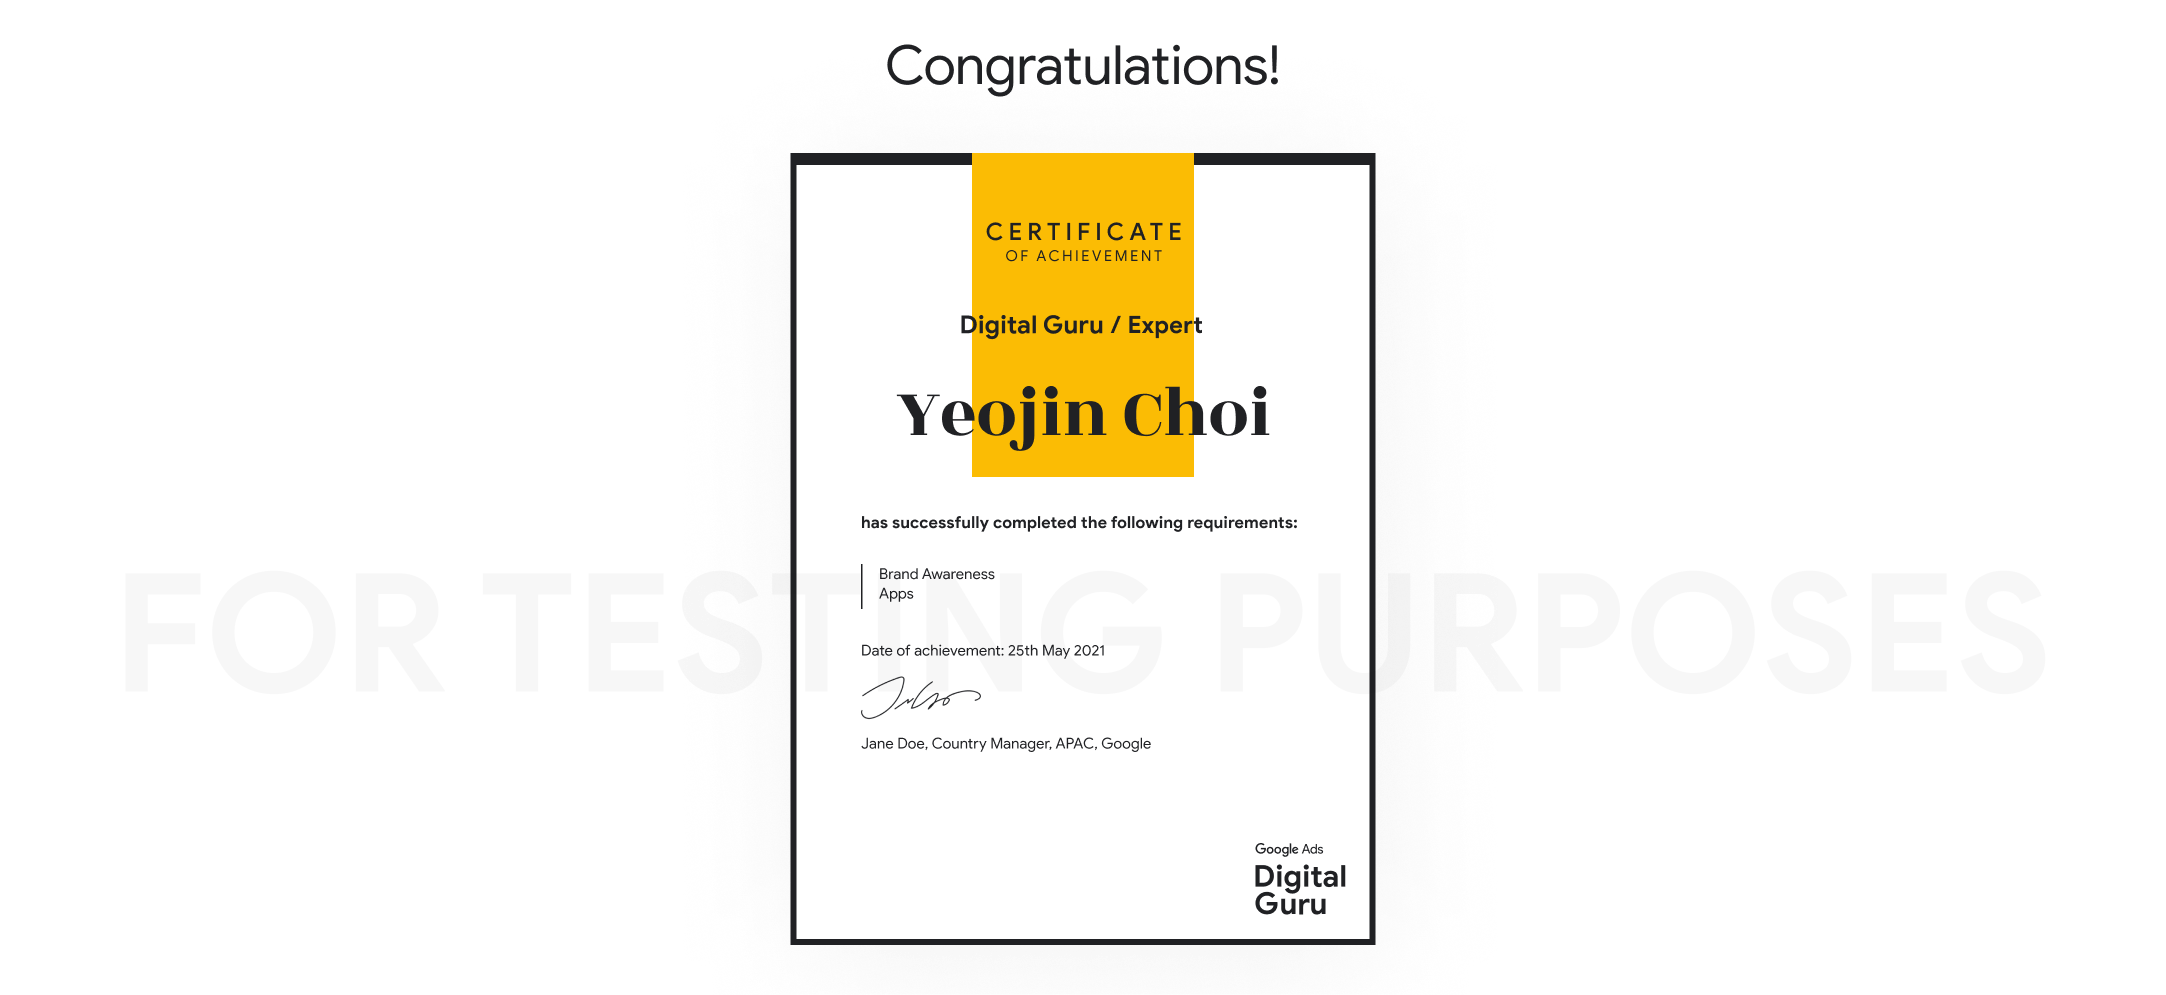 Congratulations!
CERTIFICATE
OF ACHIEVEMENT
Digital Guru / Expert
Yeojin Choi
has successfully completed the following requirements:
Brand Awareness
Apps
FOR TESTING PURPOSES
Date of achievement: 25th May 2021
Jane Doe, Country Manager, APAC, Google
Google Ads
Digital
Guru